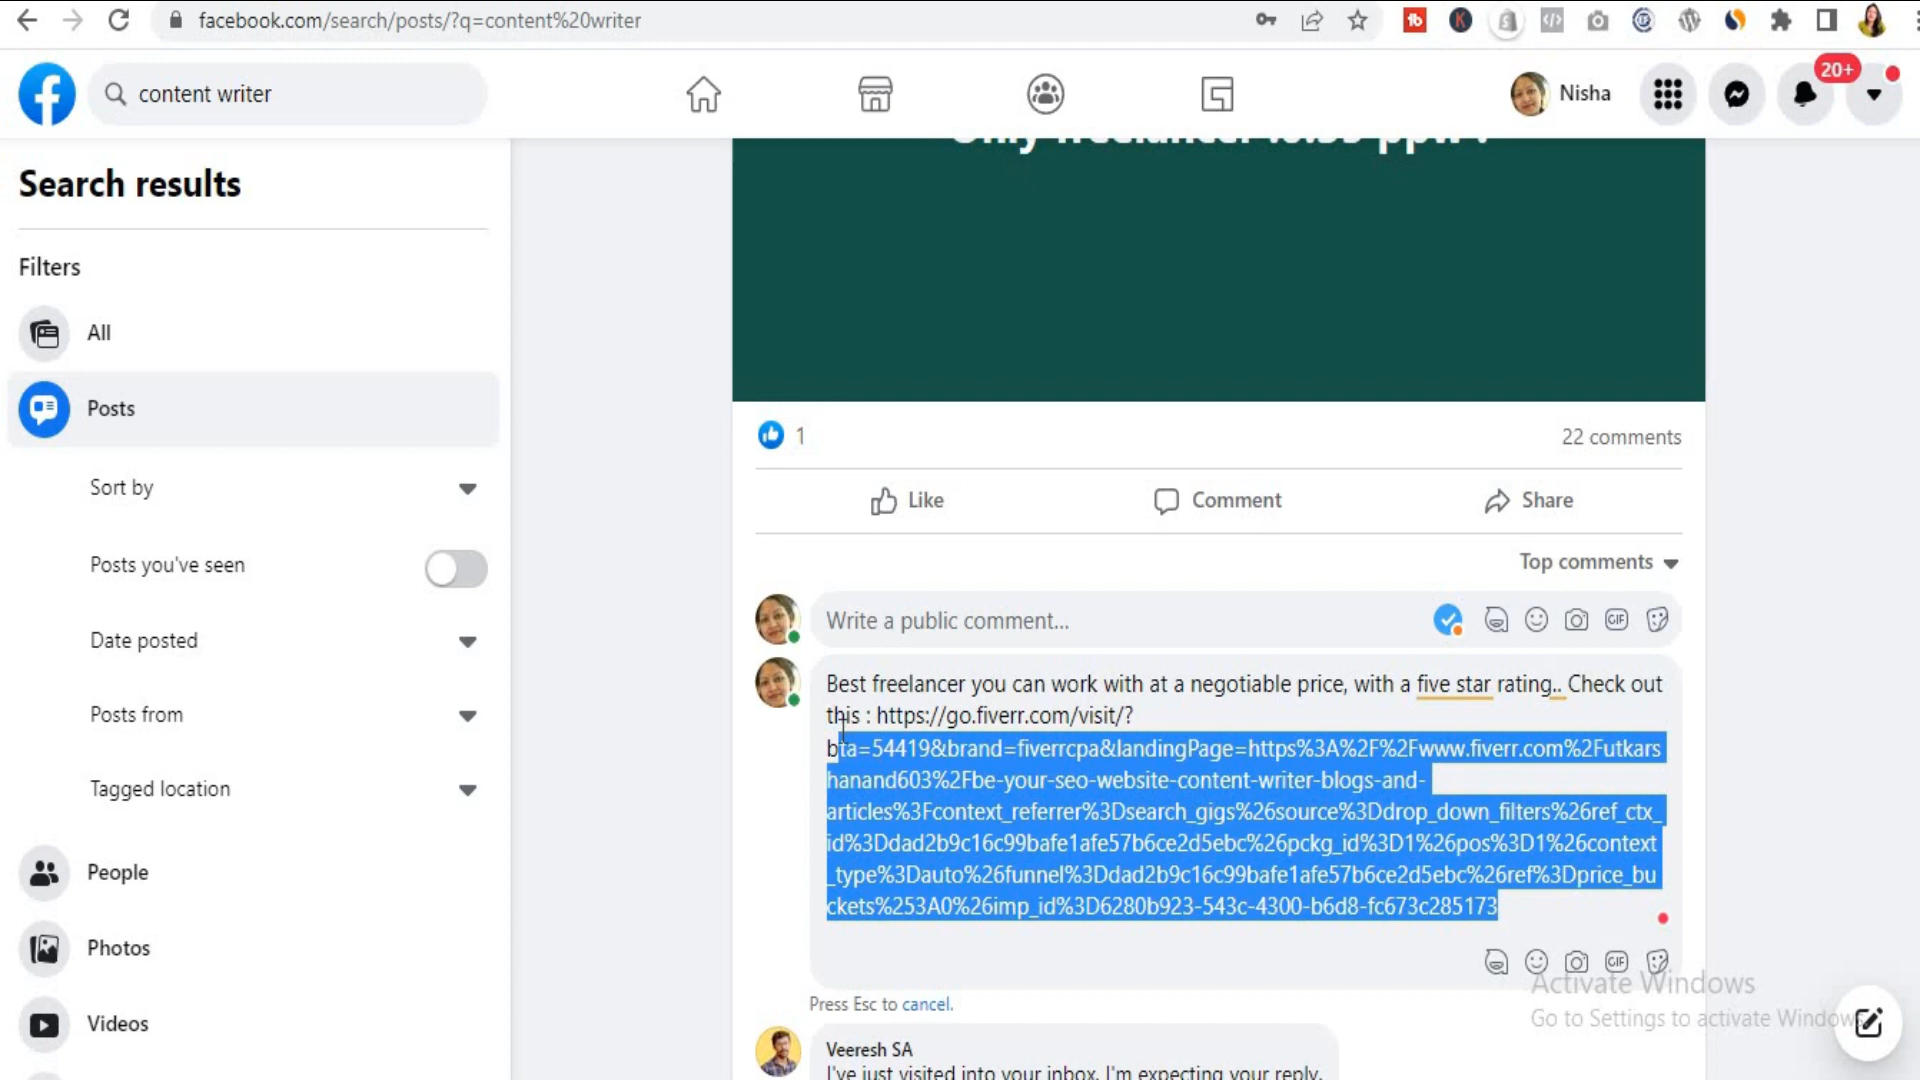 facebook.com/search/posts/?q=content%20writer
content writer
Nisha
20+
Search results
Filters
All
Posts
Sort by
Posts you've seen
Date posted
Posts from
Tagged location
People
Photos
Videos
1
22 comments
Like
Comment
Share
Top comments
Write a public comment...
GIF
Best freelancer you can work with at a negotiable price, with a five star rating.. Check out
this : https://go.fiverr.com/visit/?
bta=54419&brand=fiverrcpa&landingPage=https%3A%2F%2Fwww.fiverr.com%2Futkars
hanand603%2Fbe-your-seo-website-content-writer-blogs-and-
articles%3Fcontext_referrer%3Dsearch_gigs%26source%3Ddrop_down_filters%26ref_ctx_
id%3Ddad2b9c16c99bafe1afe57b6ce2d5ebc%26pckg_id%3D1%26pos%3D1%26context
_type%3Dauto%26funnel%3Ddad2b9c16c99bafe1afe57b6ce2d5ebc%26ref%3Dprice_bu
ckets%253A0%26imp_id%3D6280b923-543c-4300-b6d8-fc673c285173
GIF
Activate Windows
Go to Settings to activate Windows
Press Esc to cancel.
Veeresh SA
I've just visited into your inbox. I'm expecting your reply.